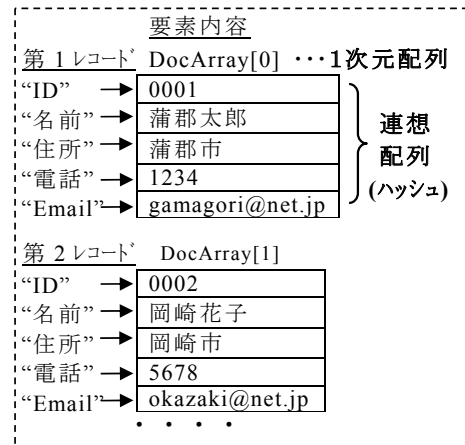 要素内容
第1ﾚｺｰﾄﾞ DocArray[0] ･･･1次元配列
“ID” 0001
“名前” 蒲郡太郎
“住所” 蒲郡市
“電話” 1234
“Email” gamagori@net.jp
連想
配列
(ﾊｯｼｭ)
第2ﾚｺｰﾄﾞ DocArray[1]
“ID” 0002
“名前” 岡崎花子
“住所” 岡崎市
“電話” 5678
“Email” okazaki@net.jp
・・・・